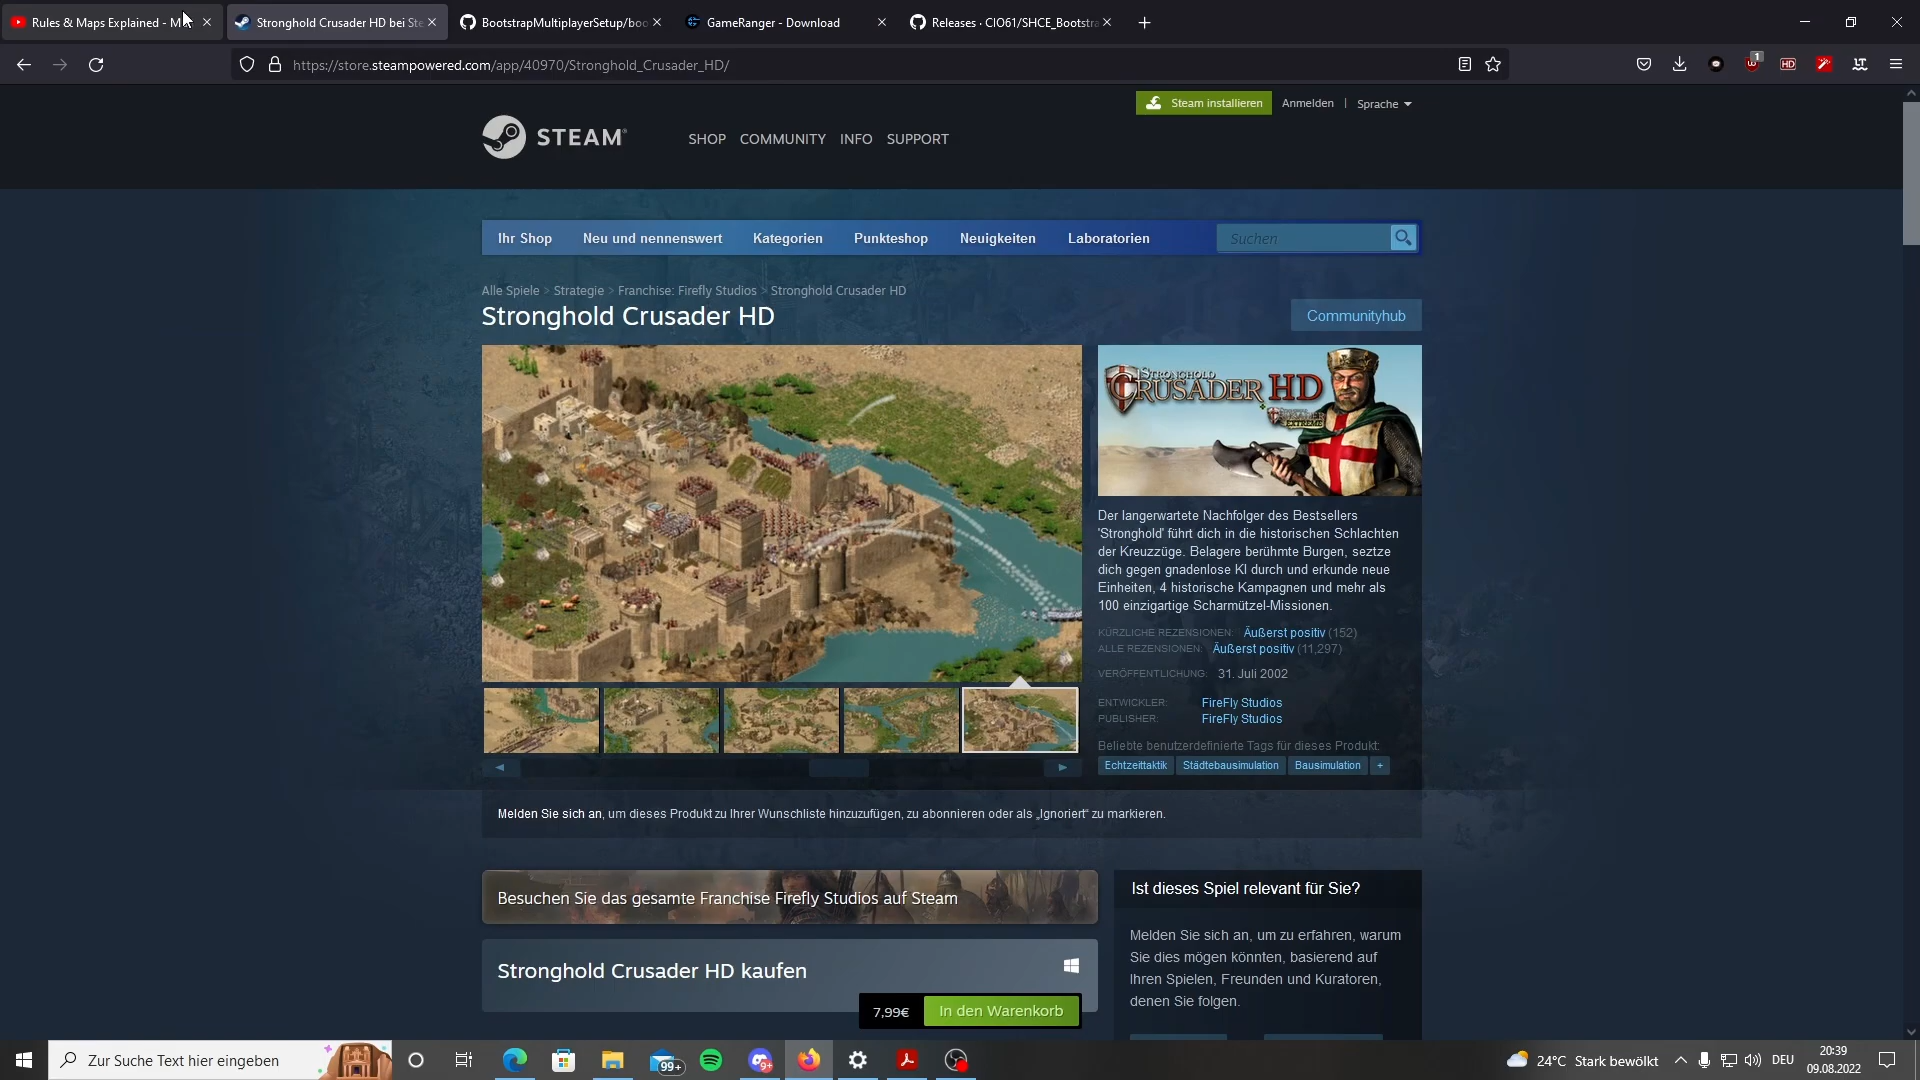 Rules & Maps Explained - M
Stronghold Crusader HD bei Ste
BootstrapMultiplayerSetup/boo
GameRanger - Download
Releases · CIO61/SHCE_Bootstra
https://store.steampowered.com/app/40970/Stronghold_Crusader_HD/
1
HD
Steam installieren
Anmelden
|
Sprache
STEAM
SHOP
COMMUNITY
INFO
SUPPORT
Ihr Shop
Neu und nennenswert
Kategorien
Punkteshop
Neuigkeiten
Laboratorien
Suchen
Alle Spiele > Strategie > Franchise: Firefly Studios > Stronghold Crusader HD
Stronghold Crusader HD
Communityhub
STRONGHOLD
CRUSADER HD
Der langerwartete Nachfolger des Bestsellers
'Stronghold' führt dich in die historischen Schlachten
der Kreuzzüge. Belagere berühmte Burgen, seztze
dich gegen gnadenlose KI durch und erkunde neue
Einheiten, 4 historische Kampagnen und mehr als
100 einzigartige Scharmützel-Missionen.
KÜRZLICHE REZENSIONEN: Äußerst positiv (152)
ALLE REZENSIONEN: Äußerst positiv (11,297)
VERÖFFENTLICHUNG: 31. Juli 2002
ENTWICKLER: FireFly Studios
PUBLISHER: FireFly Studios
Beliebte benutzerdefinierte Tags für dieses Produkt:
Echtzeittaktik
Städtebausimulation
Bausimulation
+
Melden Sie sich an, um dieses Produkt zu Ihrer Wunschliste hinzuzufügen, zu abonnieren oder als „Ignoriert“ zu markieren.
Besuchen Sie das gesamte Franchise Firefly Studios auf Steam
Ist dieses Spiel relevant für Sie?
Melden Sie sich an, um zu erfahren, warum
Sie dies mögen könnten, basierend auf
Ihren Spielen, Freunden und Kuratoren,
denen Sie folgen.
Stronghold Crusader HD kaufen
7,99€
In den Warenkorb
Zur Suche Text hier eingeben
99+
9+
24°C Stark bewölkt
DEU
20:39
09.08.2022